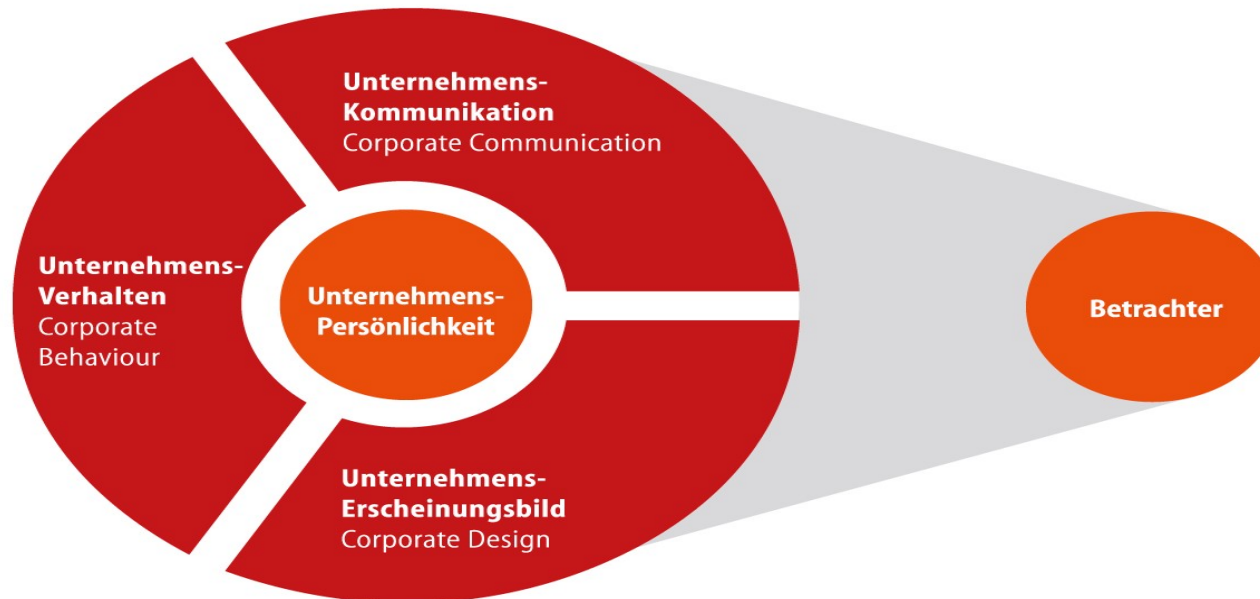 Unternehmens-
Kommunikation
Corporate Communication
Unternehmens-
Verhalten
Corporate
Behaviour
Unternehmens-
Persönlichkeit
Betrachter
Unternehmens-
Erscheinungsbild
Corporate Design